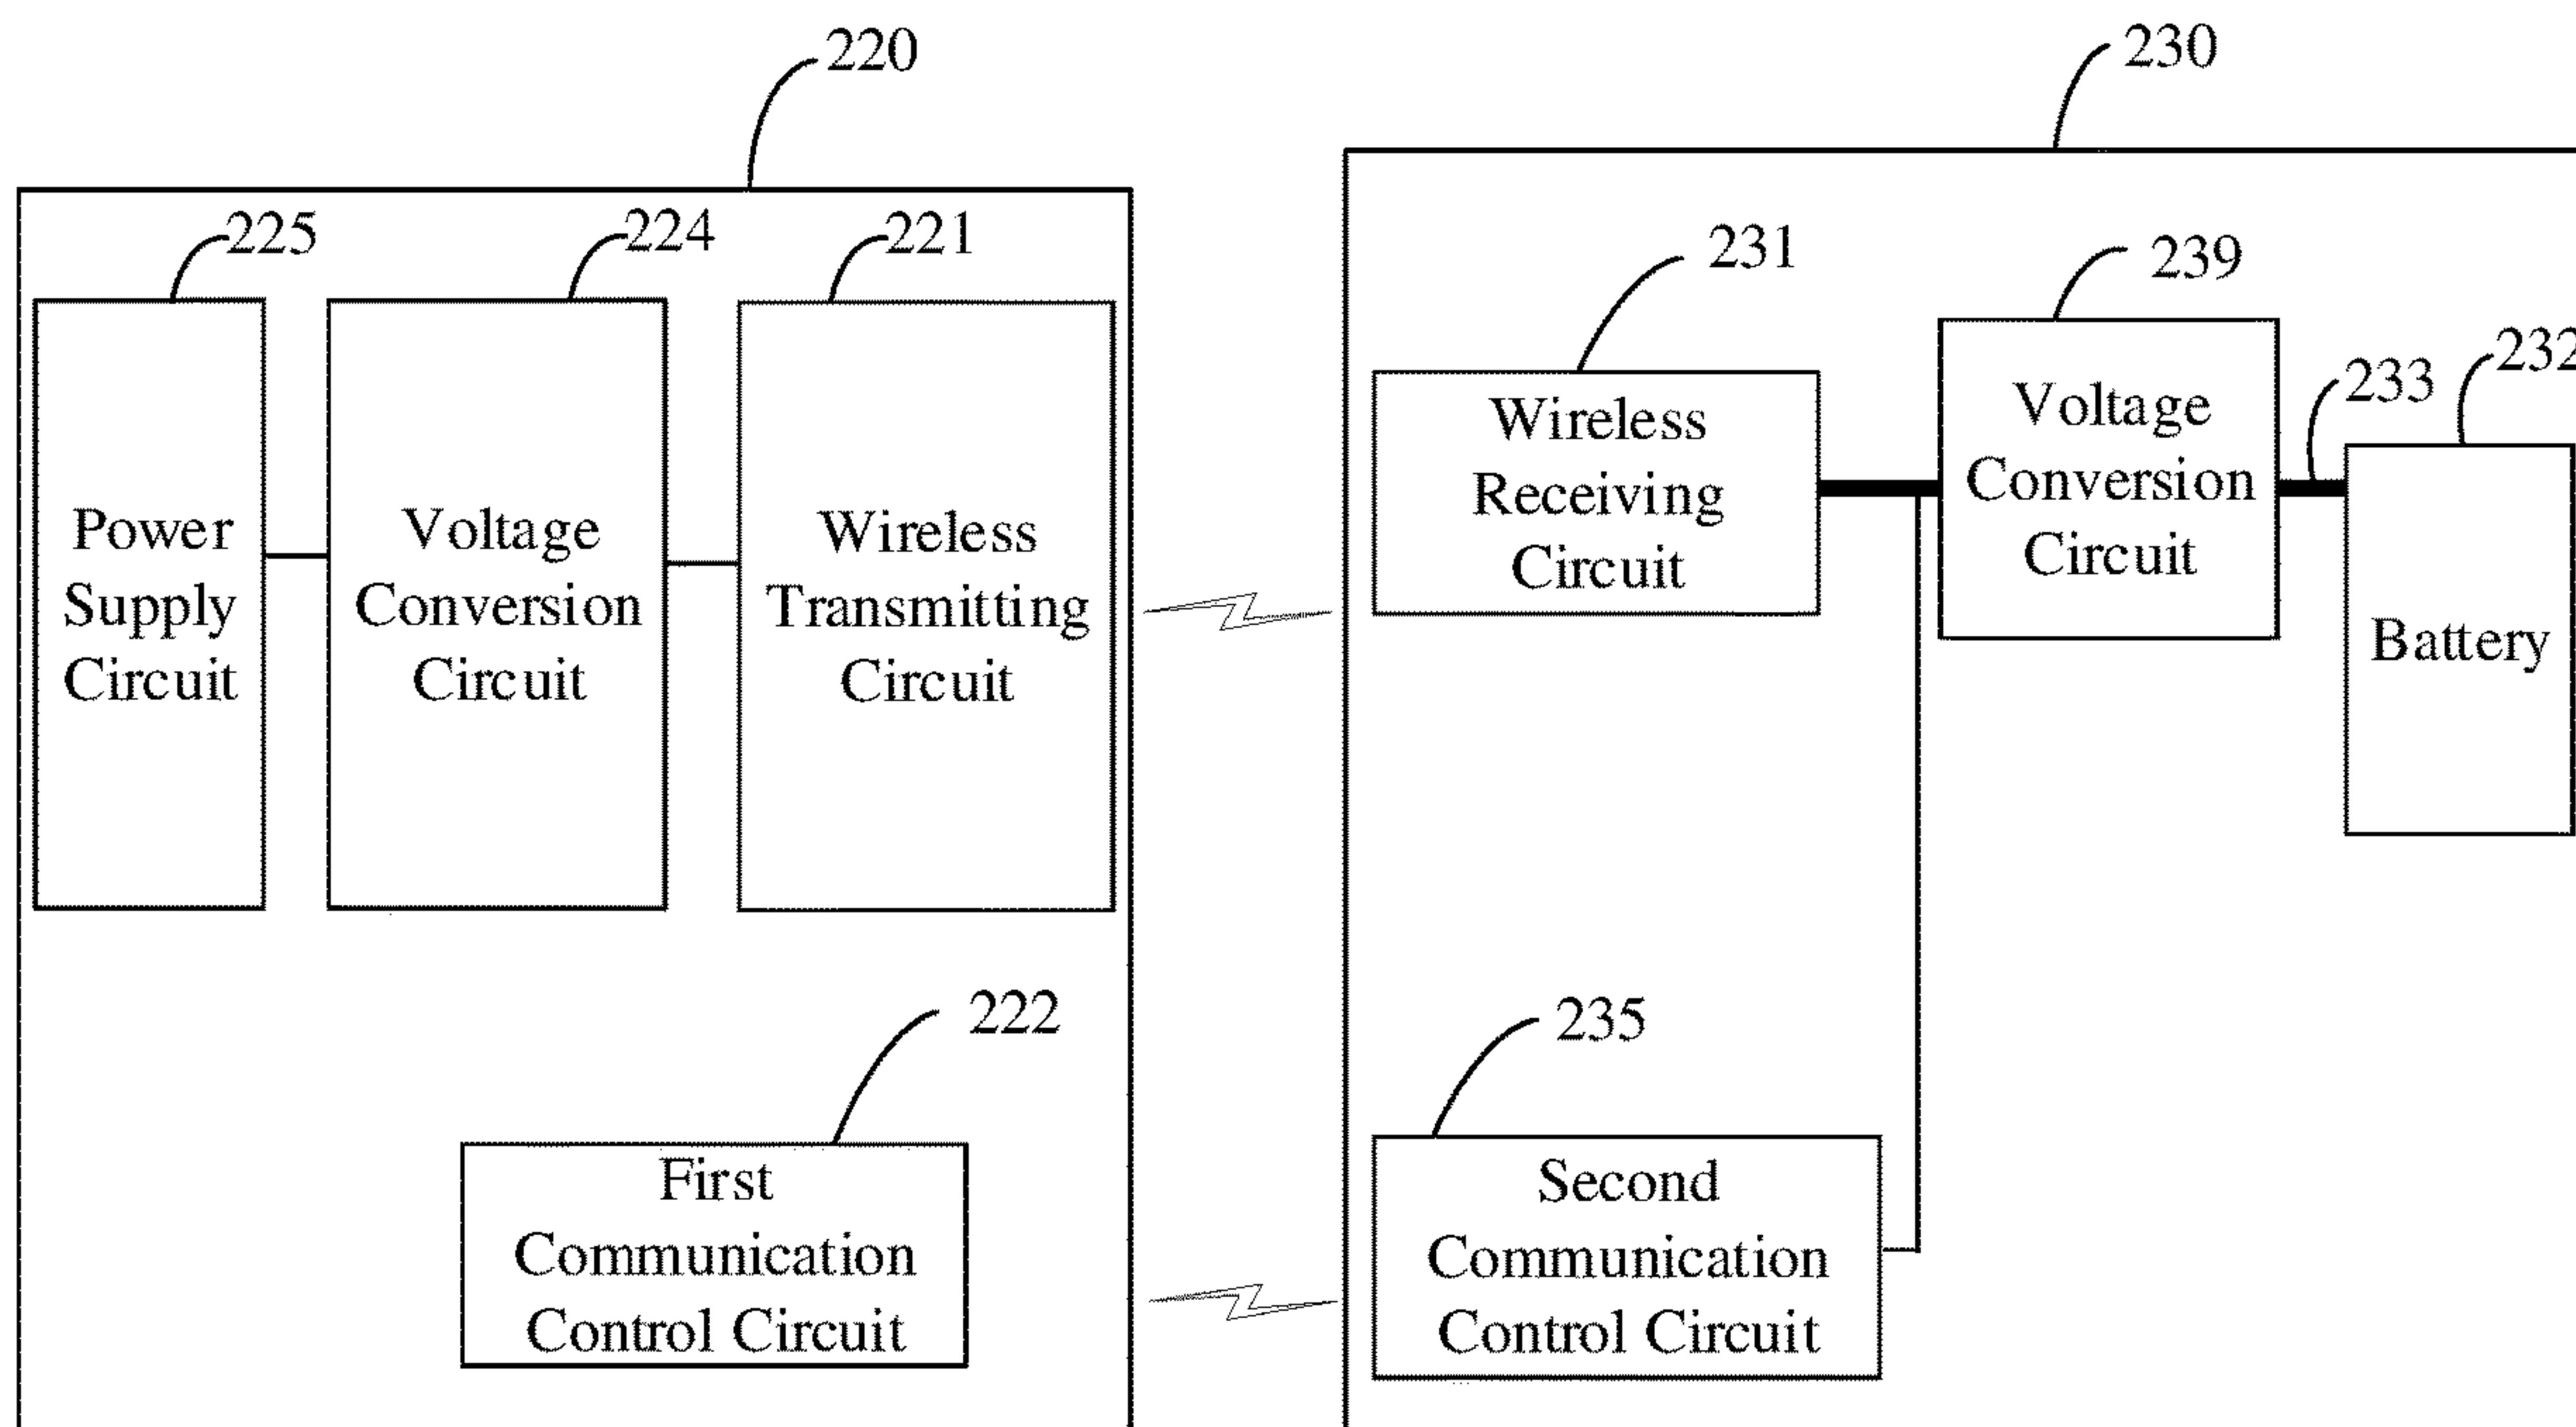 220
230
225
224
221
231
239
232
233
Power
Supply
Circuit
Voltage
Conversion
Circuit
Wireless
Transmitting
Circuit
Wireless
Receiving
Circuit
Voltage
Conversion
Circuit
Battery
222
235
First
Communication
Control Circuit
Second
Communication
Control Circuit